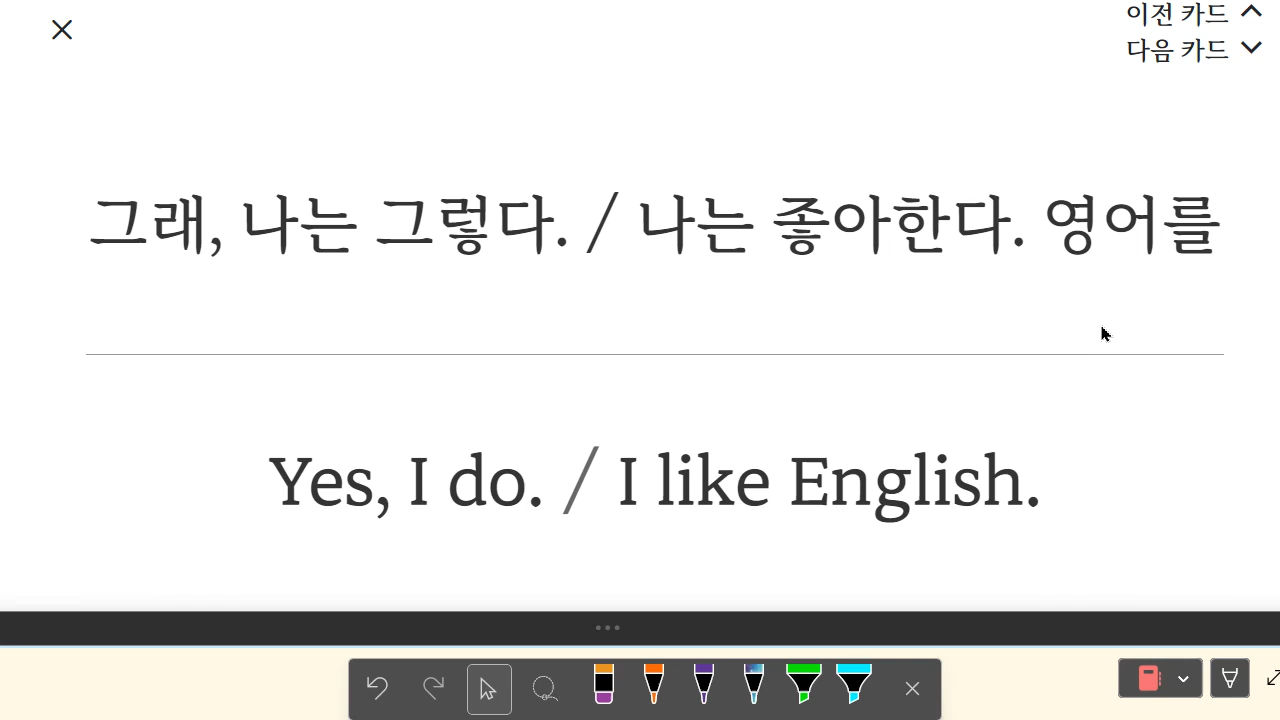 이전 카드
다음 카드
그래, 나는 그렇다. / 나는 좋아한다. 영어를
Yes, I do. / I like English.